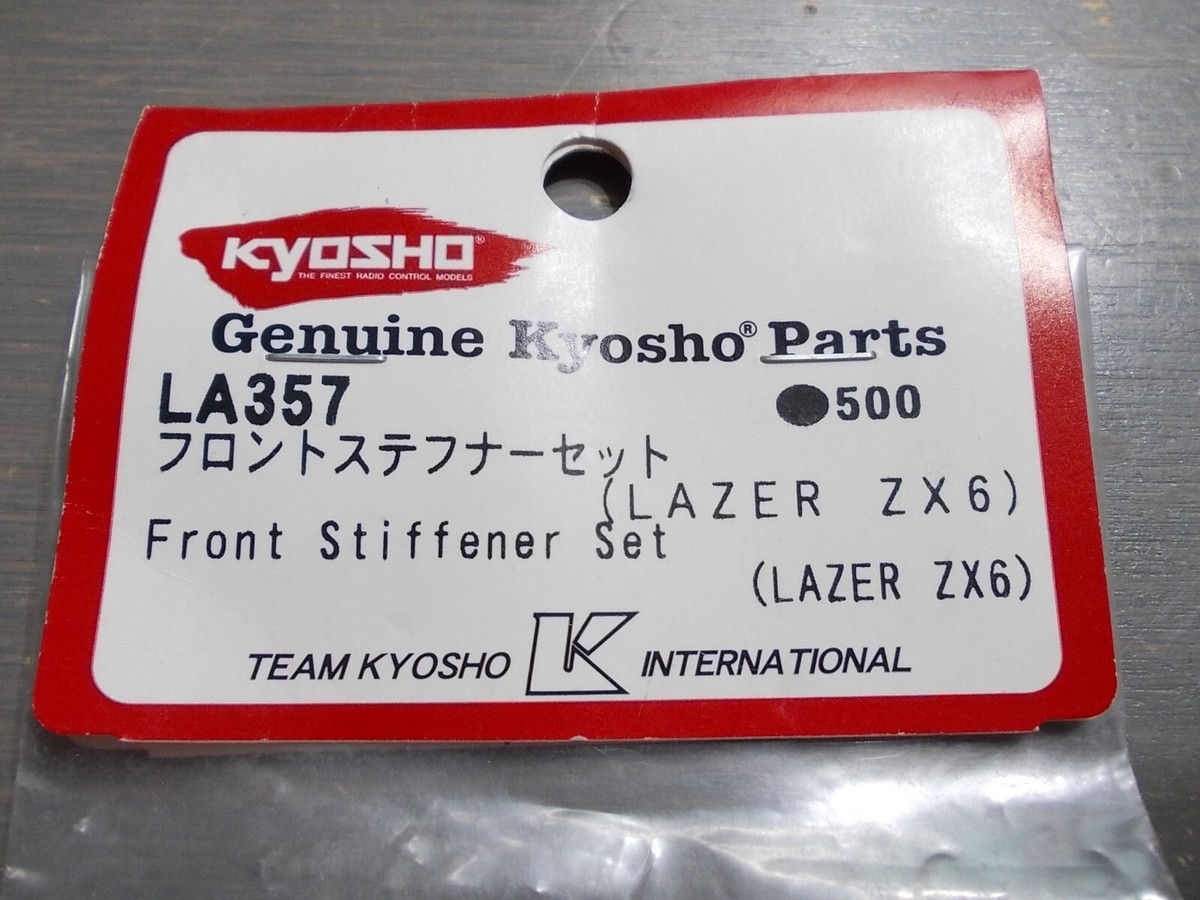 KYOSHO®
THE FINEST RADIO CONTROL MODELS
Genuine Kyosho® Parts
LA357 ●500
フロントステフナーセット
(LAZER ZX6)
Front Stiffener Set
(LAZER ZX6)
TEAM KYOSHO K INTERNATIONAL